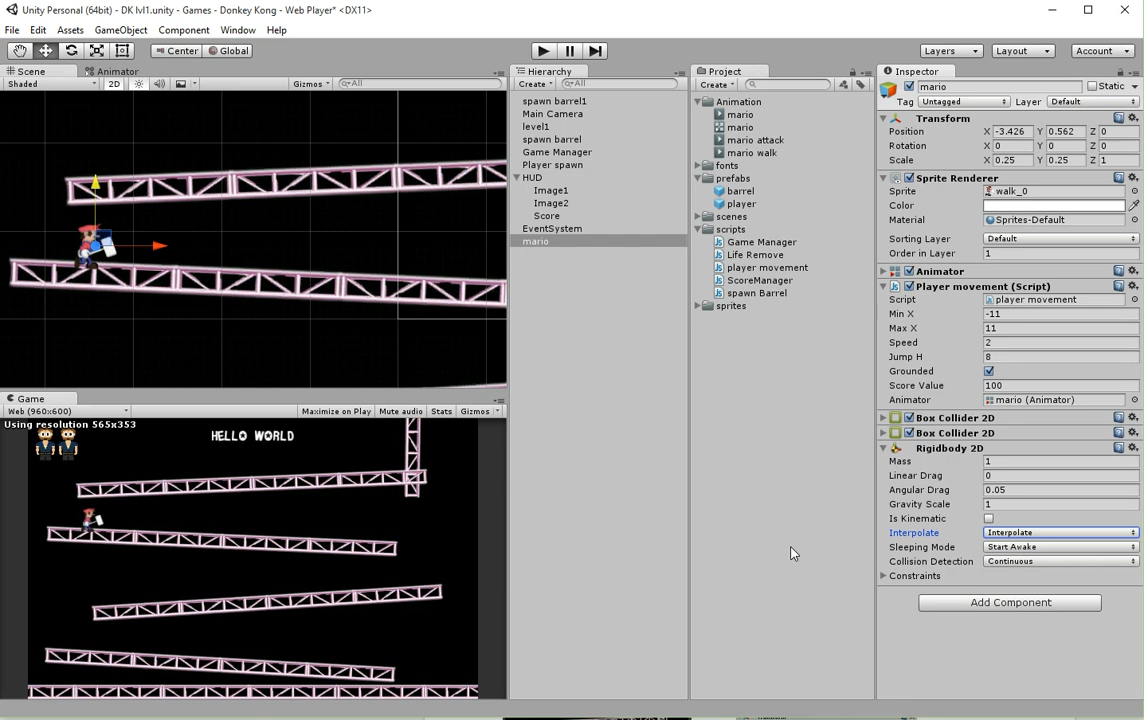 Unity Personal (64bit) - DK lvl1.unity - Games - Donkey Kong - Web Player* <DX11>
File Edit Assets GameObject Component Window Help
Center Global
Layers Layout Account
Scene Animator
Shaded 2D Gizmos All
Game
Web (960x600) Maximize on Play Mute audio Stats Gizmos
Using resolution 565x353
HELLO WORLD
Hierarchy
Create All
spawn barrel1
Main Camera
level1
spawn barrel
Game Manager
Player spawn
HUD
Image1
Image2
Score
EventSystem
mario
Project
Create
Animation
mario
mario
mario attack
mario walk
fonts
prefabs
barrel
player
scenes
scripts
Game Manager
Life Remove
player movement
ScoreManager
spawn Barrel
sprites
Inspector
mario Static
Tag Untagged Layer Default
Transform
Position X -3.426 Y 0.562 Z 0
Rotation X 0 Y 0 Z 0
Scale X 0.25 Y 0.25 Z 1
Sprite Renderer
Sprite walk_0
Color
Material Sprites-Default
Sorting Layer Default
Order in Layer 1
Animator
Player movement (Script)
Script player movement
Min X -11
Max X 11
Speed 2
Jump H 8
Grounded
Score Value 100
Animator mario (Animator)
Box Collider 2D
Box Collider 2D
Rigidbody 2D
Mass 1
Linear Drag 0
Angular Drag 0.05
Gravity Scale 1
Is Kinematic
Interpolate Interpolate
Sleeping Mode Start Awake
Collision Detection Continuous
Constraints
Add Component